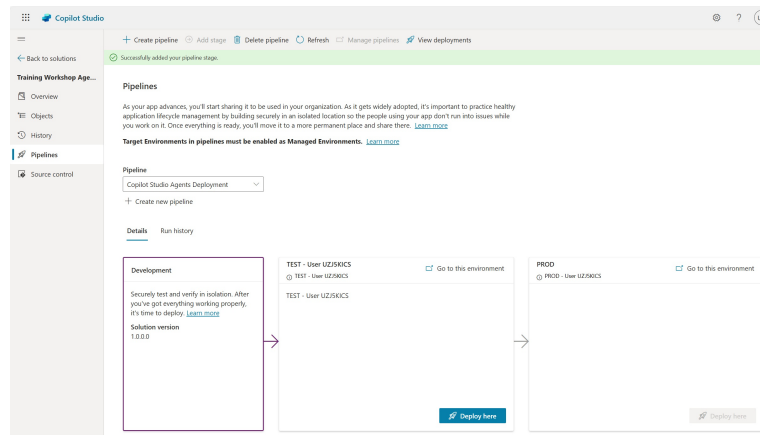 Copilot Studio
?
Create pipeline Add stage Delete pipeline Refresh Manage pipelines View deployments
Back to solutions
Successfully added your pipeline stage.
Training Workshop Age...
Overview
Objects
History
Pipelines
Source control
Pipelines
As your app advances, you'll start sharing it to be used in your organization. As it gets widely adopted, it's important to practice healthy
application lifecycle management by building securely in an isolated location so the people using your app don't run into issues while
you work on it. Once everything is ready, you'll move it to a more permanent place and share there. Learn more
Target Environments in pipelines must be enabled as Managed Environments. Learn more
Pipeline
Copilot Studio Agents Deployment
Create new pipeline
Details Run history
Development
Securely test and verify in isolation. After
you've got everything working properly,
it's time to deploy. Learn more
Solution version
1.0.0.0
TEST - User UZJ5KICS
TEST - User UZJ5KICS
Go to this environment
TEST - User UZJ5KICS
Deploy here
PROD
PROD - User UZJ5KICS
Go to this environment
Deploy here